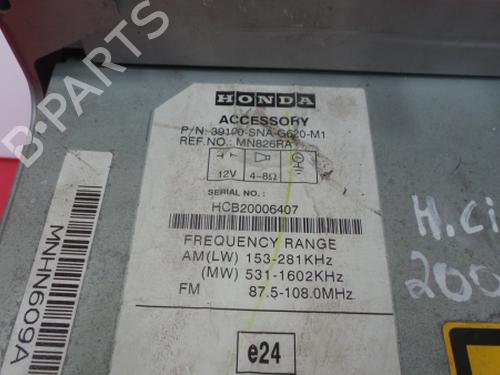 B-PARTS
HONDA
ACCESSORY
P/N: 39100-SNA-G620-M1
REF.NO.: MN826RA
12V 4-8Ω
SERIAL NO.:
HCB20006407
FREQUENCY RANGE
AM(LW) 153-281KHz
(MW) 531-1602KHz
FM 87.5-108.0MHz
e24
MNHN609A
H.Ci
200